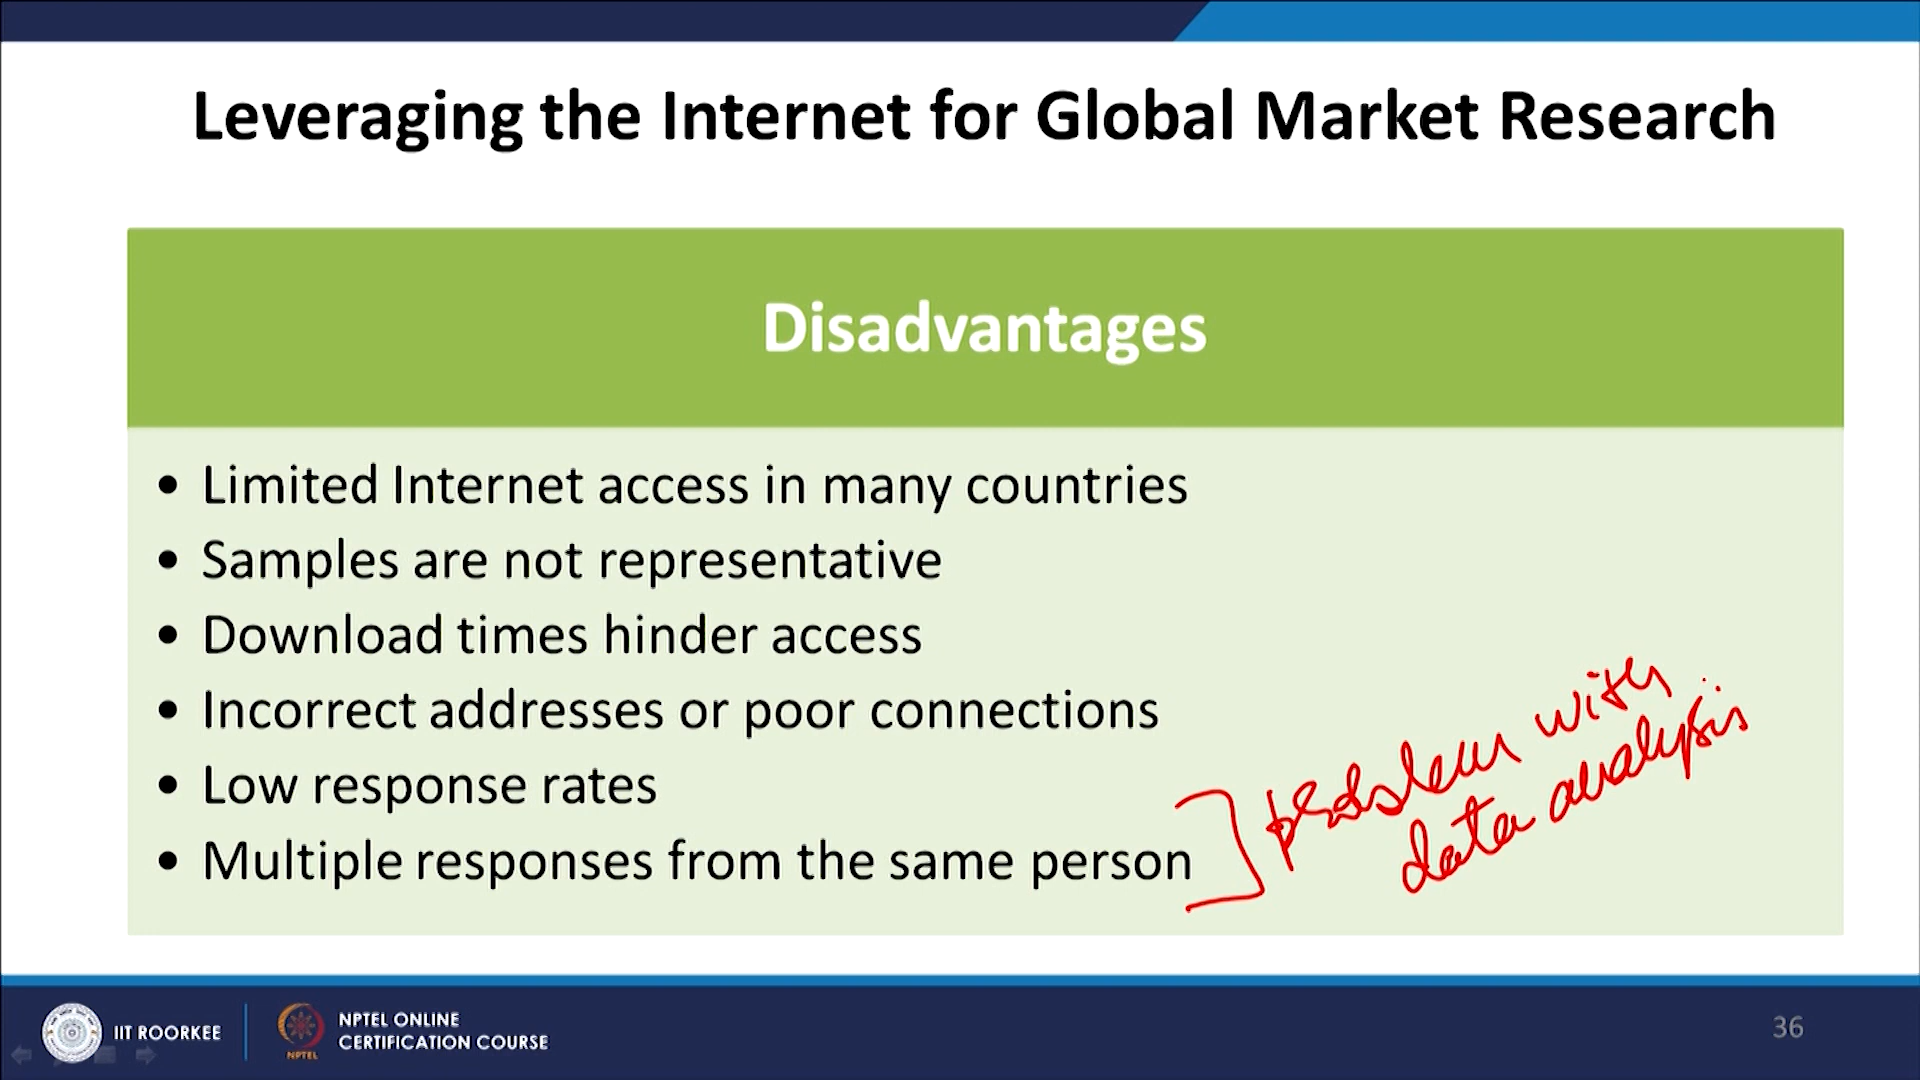 Leveraging the Internet for Global Market Research
Disadvantages
• Limited Internet access in many countries
• Samples are not representative
• Download times hinder access
• Incorrect addresses or poor connections
• Low response rates
• Multiple responses from the same person
problem with
data analysis
IIT ROORKEE
NPTEL
NPTEL ONLINE
CERTIFICATION COURSE
36